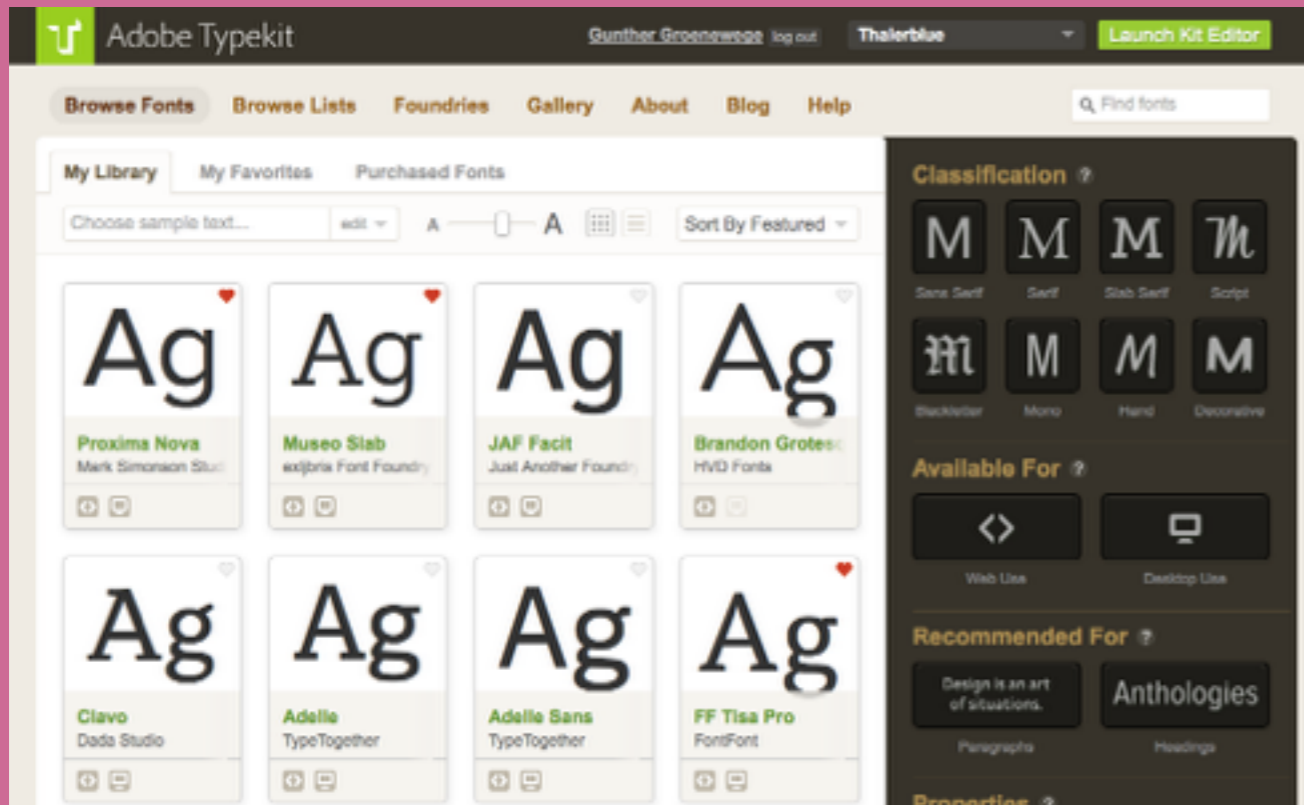 Adobe Typekit
Gunther Groenewege log out
Thalerblue
Launch Kit Editor
Browse Fonts Browse Lists Foundries Gallery About Blog Help
Find fonts
My Library My Favorites Purchased Fonts
Choose sample text... edit A A Sort By Featured
Ag Ag Ag Ag
Proxima Nova Museo Slab JAF Facit Brandon Grotesc
Mark Simonson Stud exljbris Font Foundry Just Another Foundry HVD Fonts
Ag Ag Ag Ag
Clavo Adelle Adelle Sans FF Tisa Pro
Dada Studio TypeTogether TypeTogether FontFont
Classification ?
M M M M
Sans Serif Serif Slab Serif Script
M M M M
Blackletter Mono Hand Decorative
Available For ?
Web Use Desktop Use
Recommended For ?
Design is an art
of situations.
Anthologies
Paragraphs Headings
Properties ?